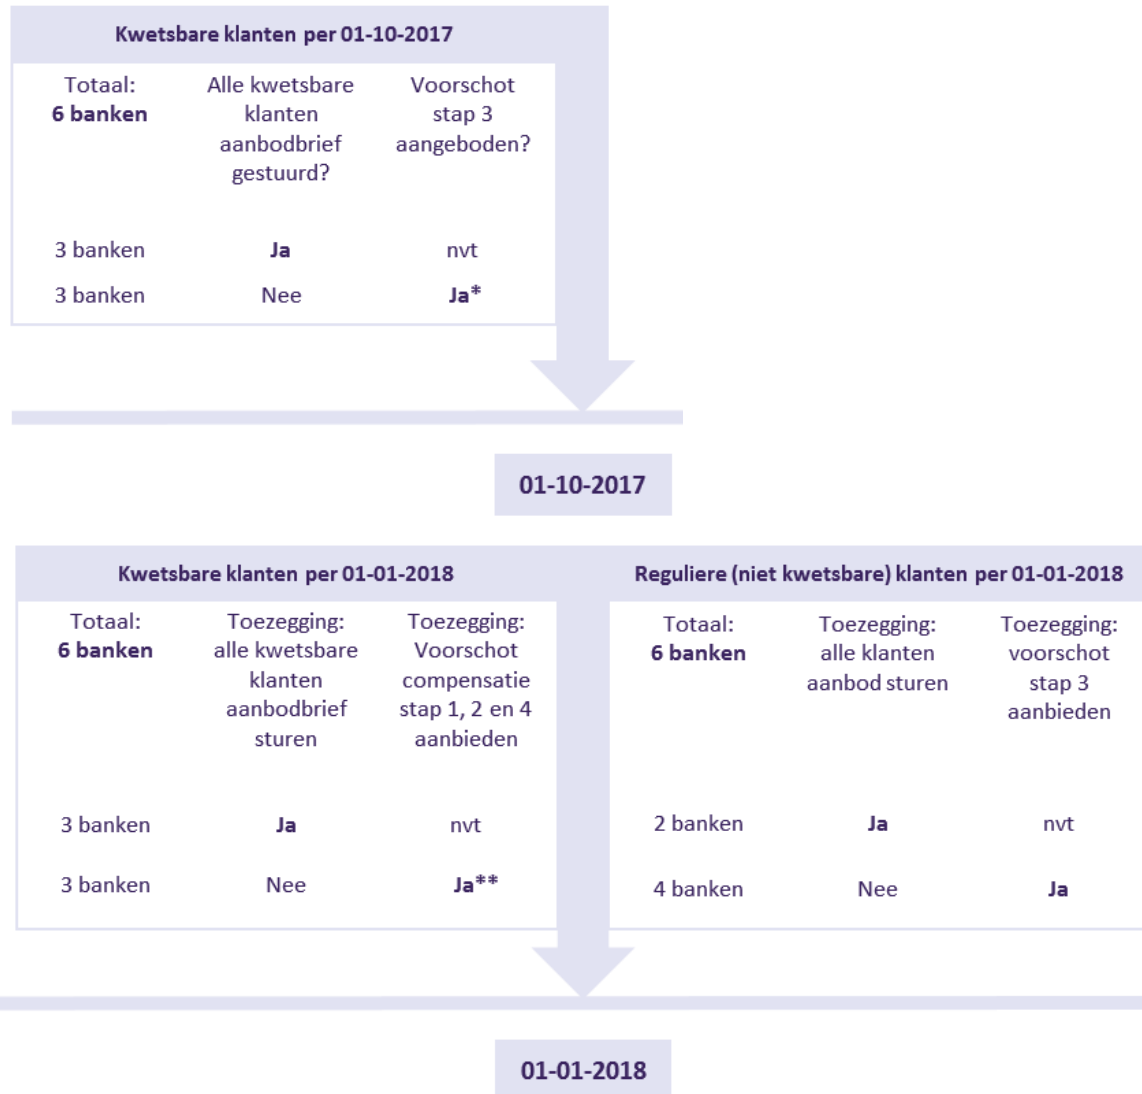 Kwetsbare klanten per 01-10-2017
Totaal: Alle kwetsbare Voorschot
6 banken klanten stap 3
aanbodbrief aangeboden?
gestuurd?
3 banken Ja nvt
3 banken Nee Ja*
01-10-2017
Kwetsbare klanten per 01-01-2018
Totaal: Toezegging: Toezegging:
6 banken alle kwetsbare Voorschot
klanten compensatie
aanbodbrief stap 1, 2 en 4
sturen aanbieden
3 banken Ja nvt
3 banken Nee Ja**
Reguliere (niet kwetsbare) klanten per 01-01-2018
Totaal: Toezegging: Toezegging:
6 banken alle klanten voorschot
aanbod sturen stap 3
aanbieden
2 banken Ja nvt
4 banken Nee Ja
01-01-2018